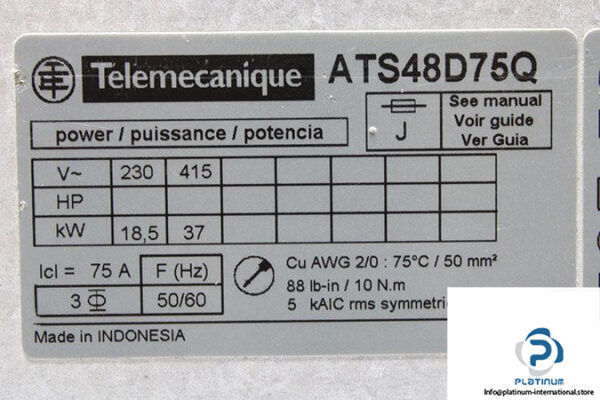 Telemecanique ATS48D75Q
power / puissance / potencia
J
See manual
Voir guide
Ver Guia
V~ 230 415
HP
kW 18,5 37
Icl = 75 A F (Hz)
3 Φ 50/60
Cu AWG 2/0 : 75°C / 50 mm²
88 lb-in / 10 N.m
5 kAIC rms symmetri
Made in INDONESIA
PLATINUM
Info@platinum-international.store